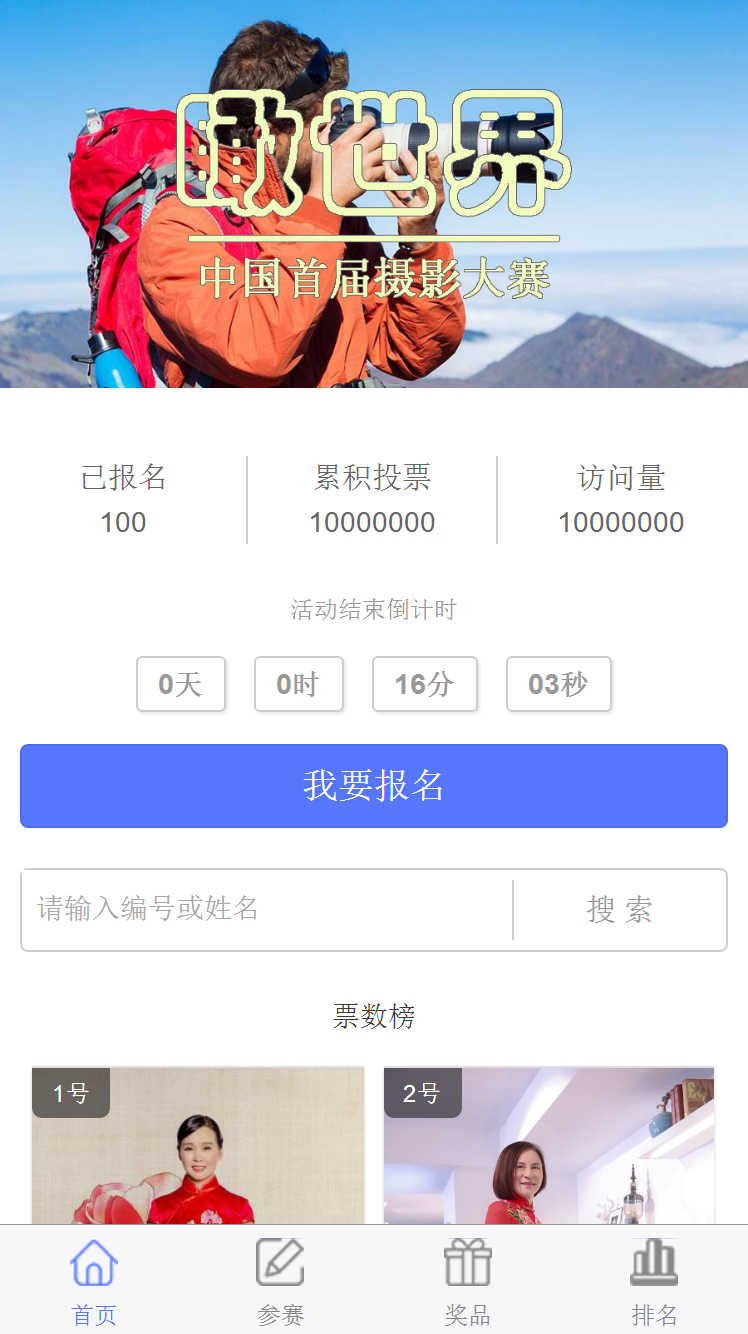 瞰世界
中国首届摄影大赛
已报名 累积投票 访问量
100 10000000 10000000
活动结束倒计时
0天 0时 16分 03秒
我要报名
请输入编号或姓名 搜 索
票数榜
1号 2号
首页 参赛 奖品 排名